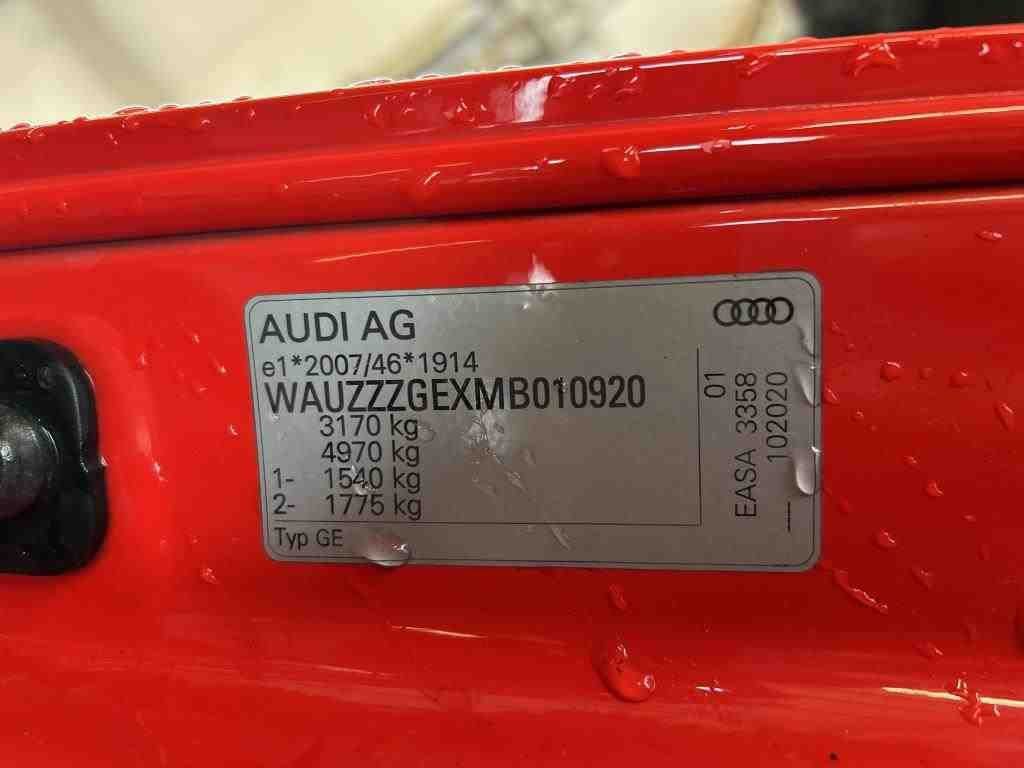 AUDI AG
e1*2007/46*1914
WAUZZZGEXMB010920
3170 kg
4970 kg
1- 1540 kg
2- 1775 kg
Typ GE
01
EASA 3358
102020